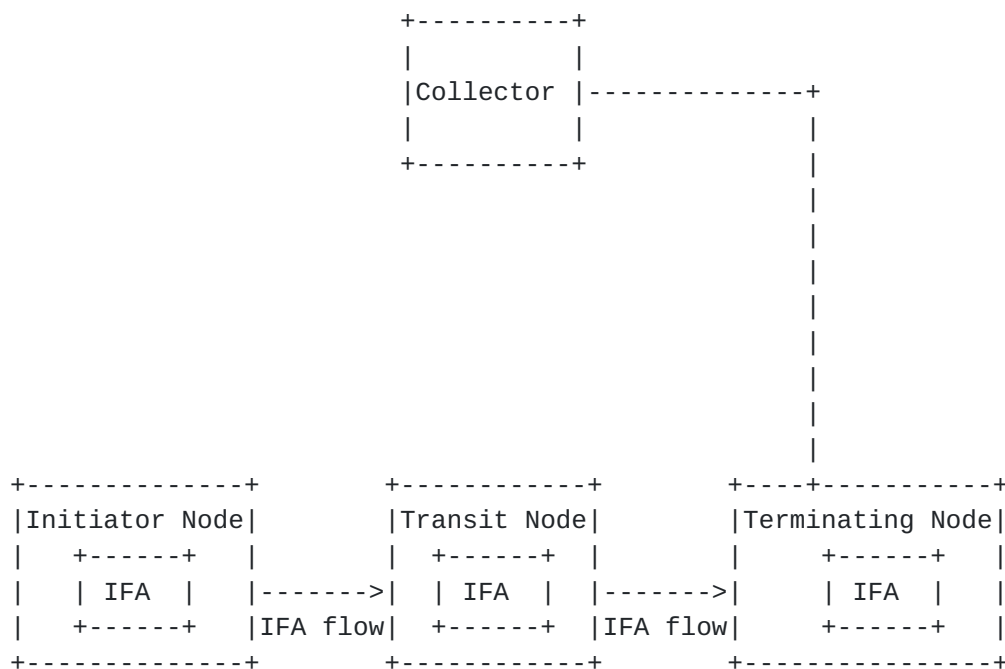 Collector
Initiator Node Transit Node Terminating Node
IFA IFA IFA
IFA flow IFA flow